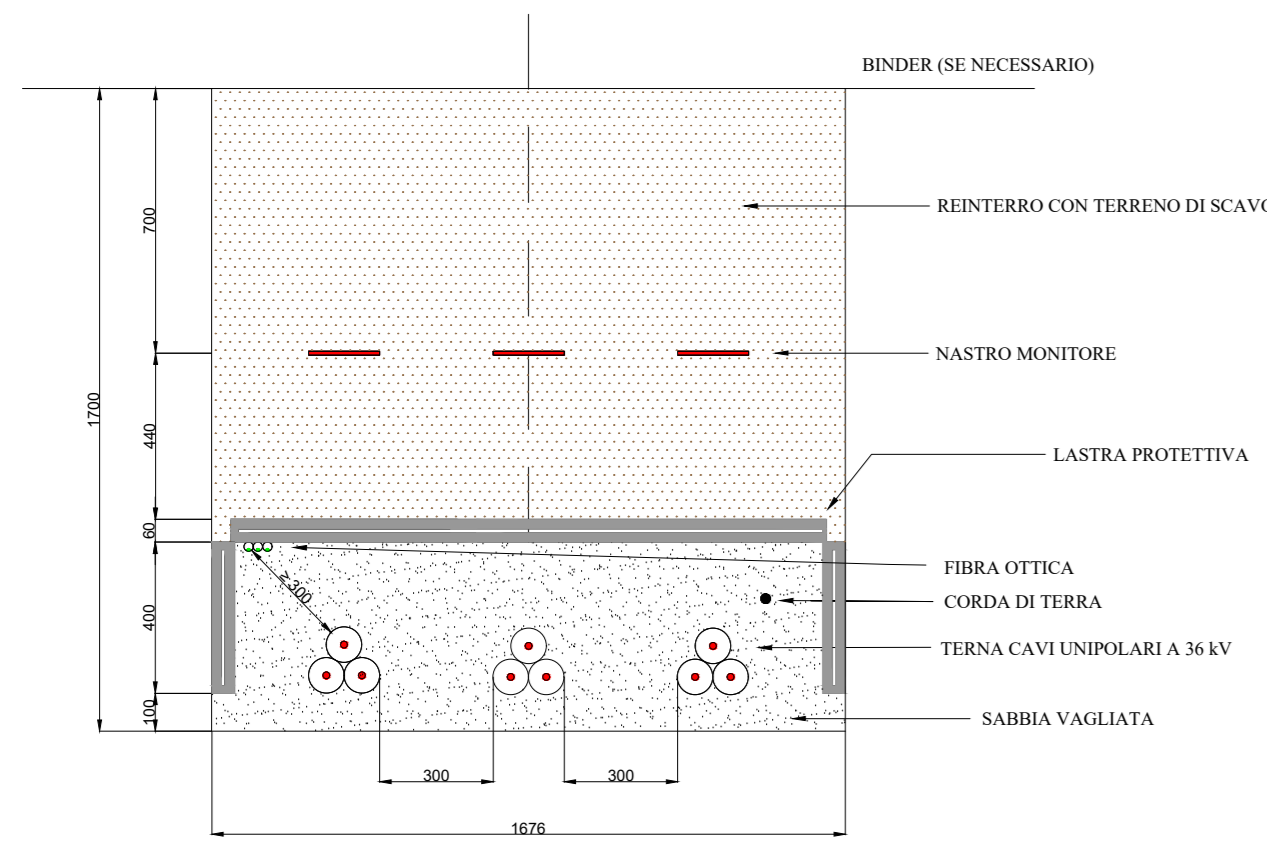 BINDER (SE NECESSARIO)
REINTERRO CON TERRENO DI SCAVO
700
NASTRO MONITORE
1700
440
LASTRA PROTETTIVA
60
FIBRA OTTICA
≥ 300
CORDA DI TERRA
400
TERNA CAVI UNIPOLARI A 36 kV
100
SABBIA VAGLIATA
300
300
1676